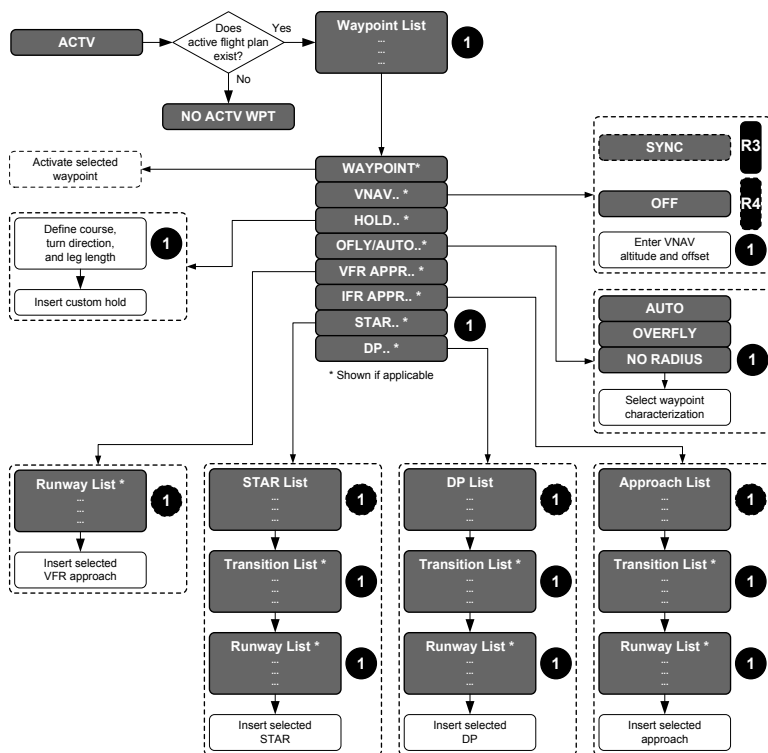 ACTV
Does
active flight plan
exist?
Yes
No
Waypoint List
...
...
...
1
NO ACTV WPT
Activate selected
waypoint
WAYPOINT*
VNAV.. *
HOLD.. *
OFLY/AUTO..*
VFR APPR.. *
IFR APPR.. *
STAR.. *
DP.. *
1
* Shown if applicable
Define course,
turn direction,
and leg length
1
Insert custom hold
SYNC
R3
OFF
R4
Enter VNAV
altitude and offset
1
AUTO
OVERFLY
NO RADIUS
1
Select waypoint
characterization
Runway List *
...
...
...
1
Insert selected
VFR approach
STAR List
...
...
...
1
Transition List *
...
...
...
1
Runway List *
...
...
...
1
Insert selected
STAR
DP List
...
...
...
1
Transition List *
...
...
...
1
Runway List *
...
...
...
1
Insert selected
DP
Approach List
...
...
...
1
Transition List *
...
...
...
1
Runway List *
...
...
...
1
Insert selected
approach